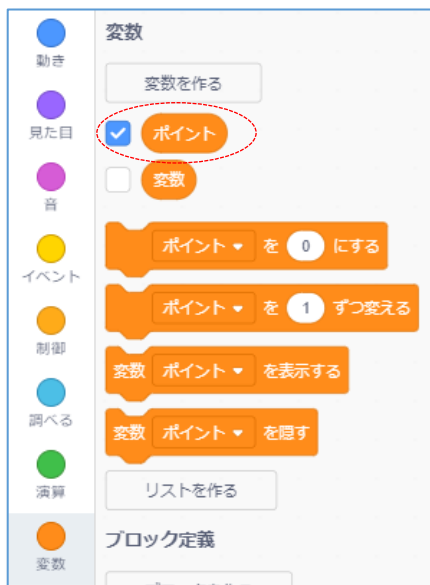 動き
見た目
音
イベント
制御
調べる
演算
変数
変数
変数を作る
ポイント
変数
ポイント を 0 にする
ポイント を 1 ずつ変える
変数 ポイント を表示する
変数 ポイント を隠す
リストを作る
ブロック定義